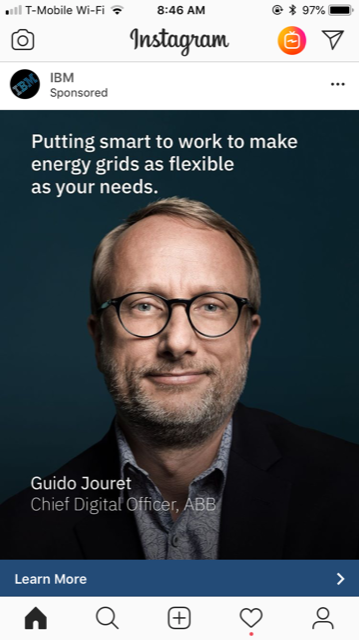 T-Mobile Wi-Fi 8:46 AM 97%
Instagram
IBM
IBM
Sponsored
Putting smart to work to make
energy grids as flexible
as your needs.
Guido Jouret
Chief Digital Officer, ABB
Learn More